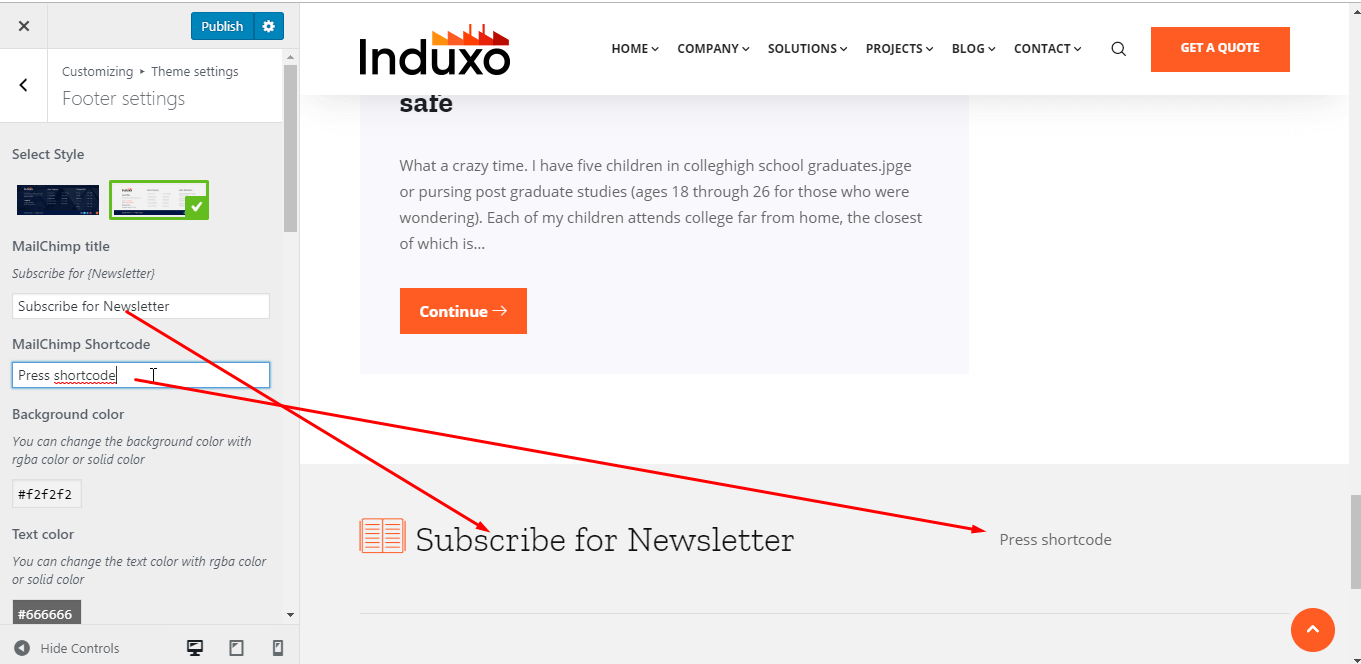 Publish
Customizing ▸ Theme settings
Footer settings
Select Style
MailChimp title
Subscribe for {Newsletter}
Subscribe for Newsletter
MailChimp Shortcode
Press shortcode
Background color
You can change the background color with
rgba color or solid color
#f2f2f2
Text color
You can change the text color with rgba color
or solid color
#666666
Hide Controls
Induxo
HOME
COMPANY
SOLUTIONS
PROJECTS
BLOG
CONTACT
GET A QUOTE
safe
What a crazy time. I have five children in colleghigh school graduates.jpge
or pursing post graduate studies (ages 18 through 26 for those who were
wondering). Each of my children attends college far from home, the closest
of which is...
Continue
Subscribe for Newsletter
Press shortcode